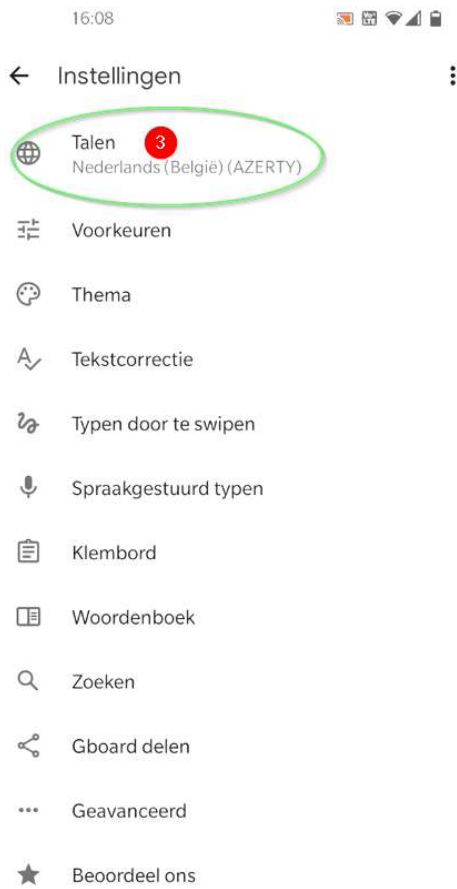 16:08
Instellingen
Talen 3
Nederlands (België) (AZERTY)
Voorkeuren
Thema
Tekstcorrectie
Typen door te swipen
Spraakgestuurd typen
Klembord
Woordenboek
Zoeken
Gboard delen
Geavanceerd
Beoordeel ons